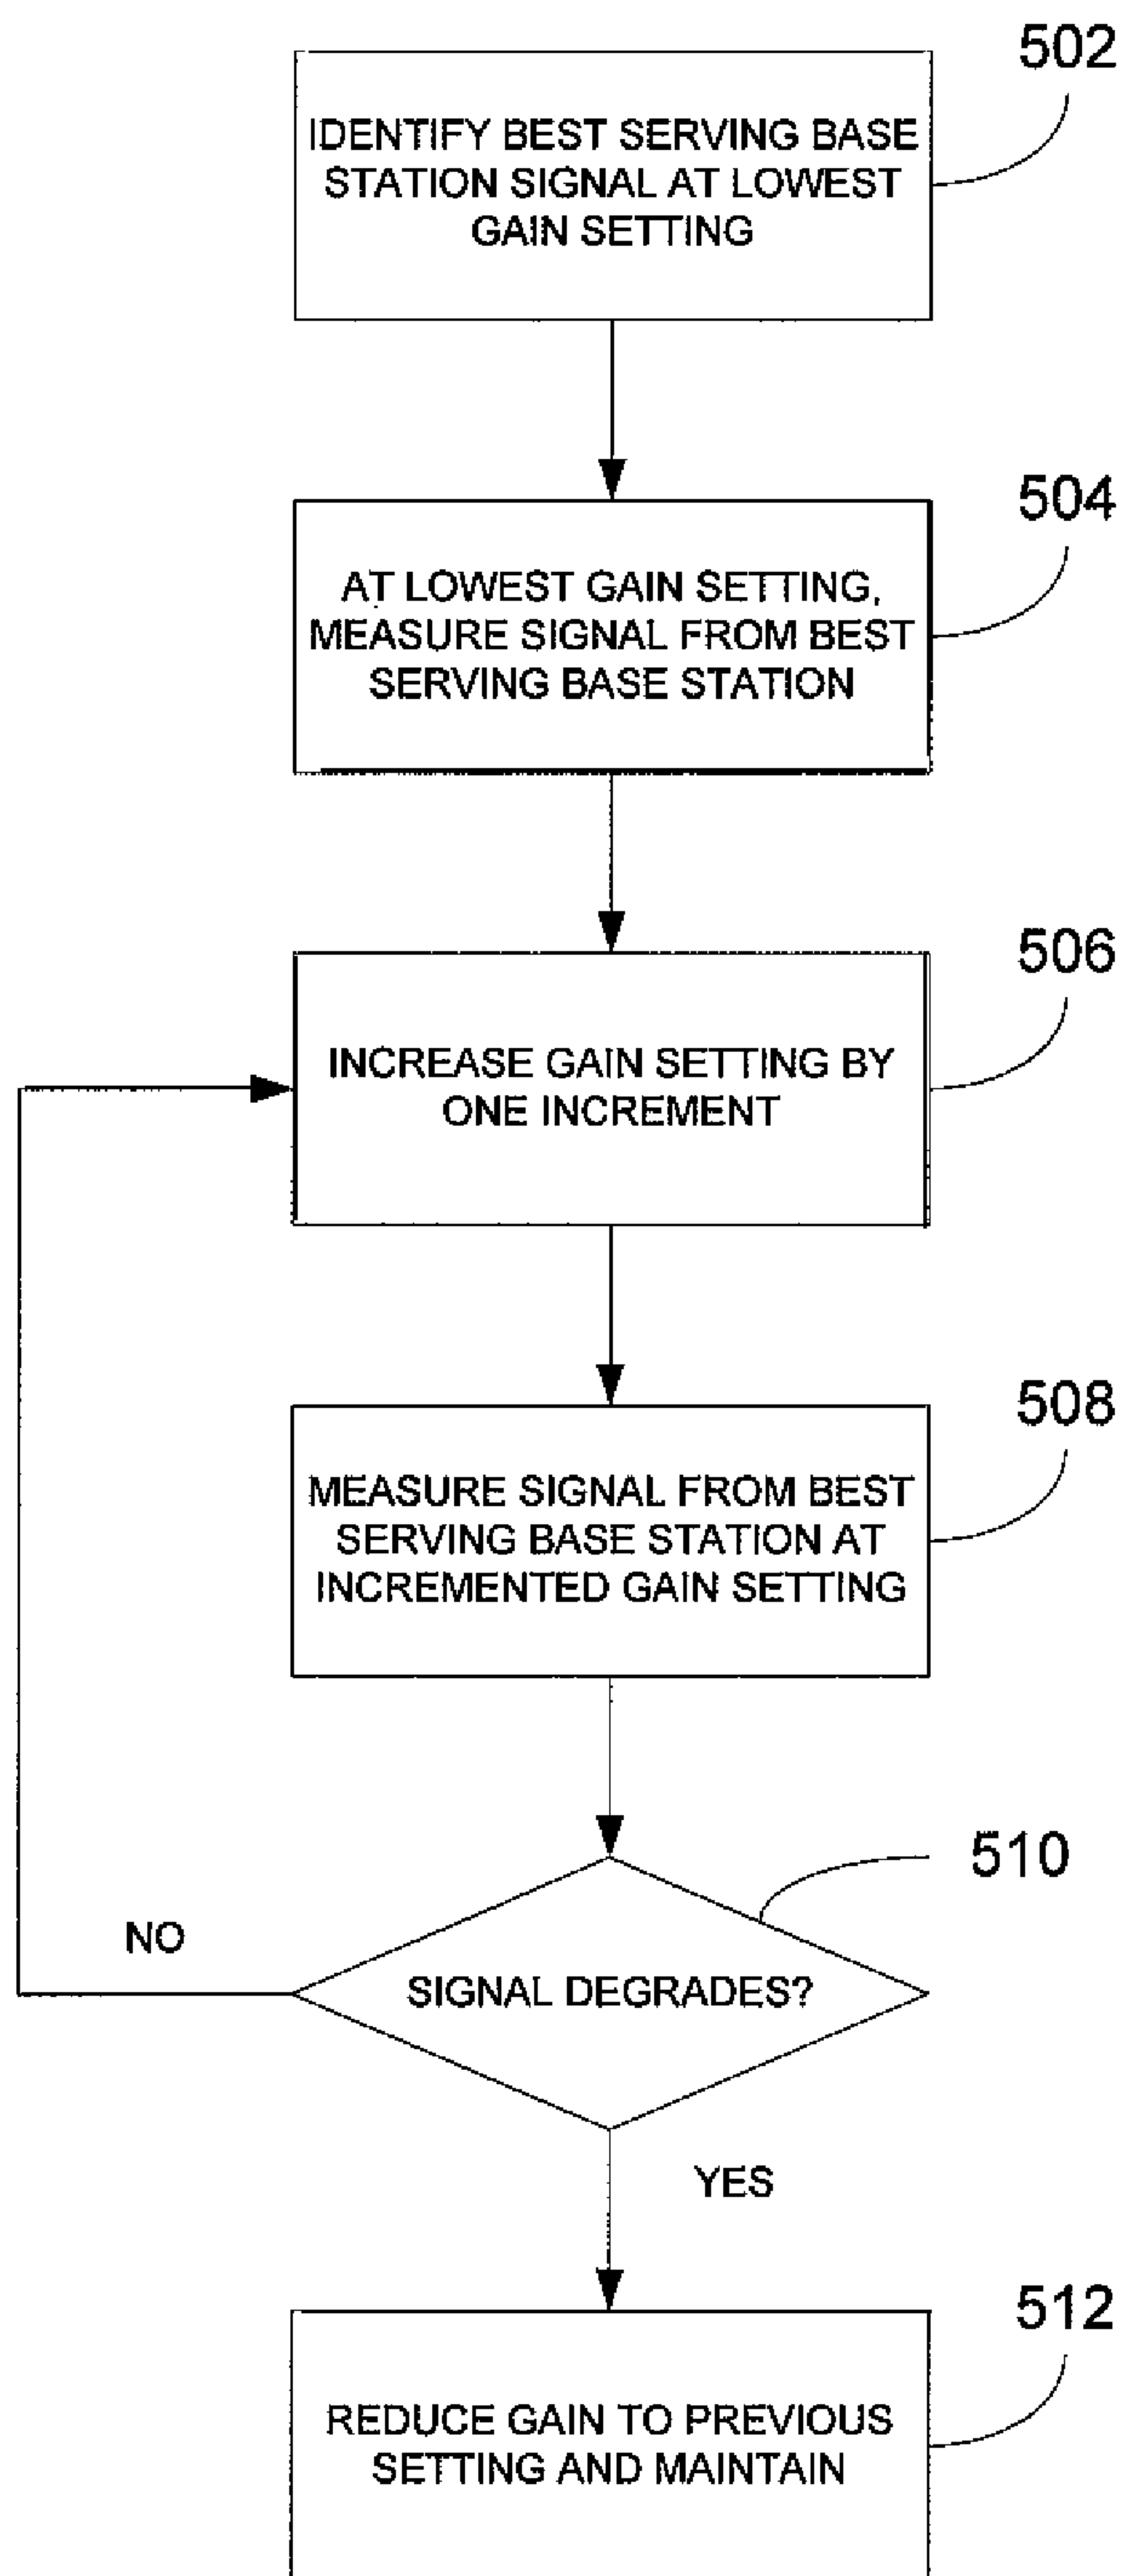 502
IDENTIFY BEST SERVING BASE
STATION SIGNAL AT LOWEST
GAIN SETTING
504
AT LOWEST GAIN SETTING,
MEASURE SIGNAL FROM BEST
SERVING BASE STATION
506
INCREASE GAIN SETTING BY
ONE INCREMENT
508
MEASURE SIGNAL FROM BEST
SERVING BASE STATION AT
INCREMENTED GAIN SETTING
510
NO
SIGNAL DEGRADES?
YES
512
REDUCE GAIN TO PREVIOUS
SETTING AND MAINTAIN